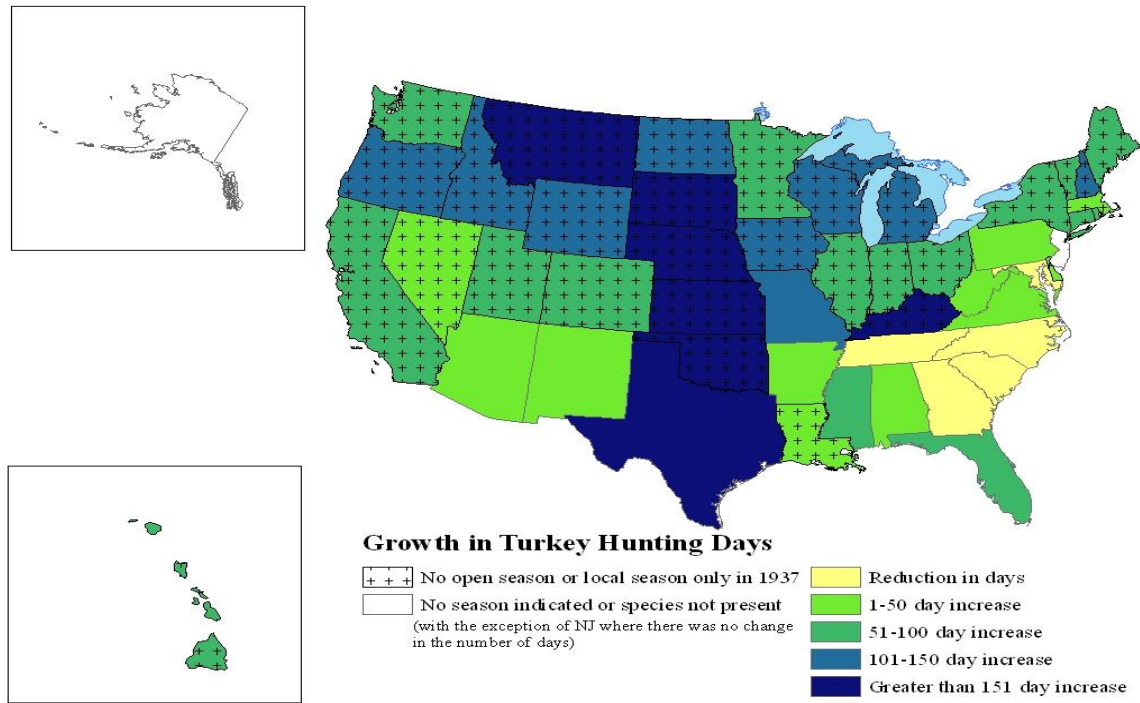 Growth in Turkey Hunting Days
No open season or local season only in 1937
No season indicated or species not present
(with the exception of NJ where there was no change
in the number of days)
Reduction in days
1-50 day increase
51-100 day increase
101-150 day increase
Greater than 151 day increase